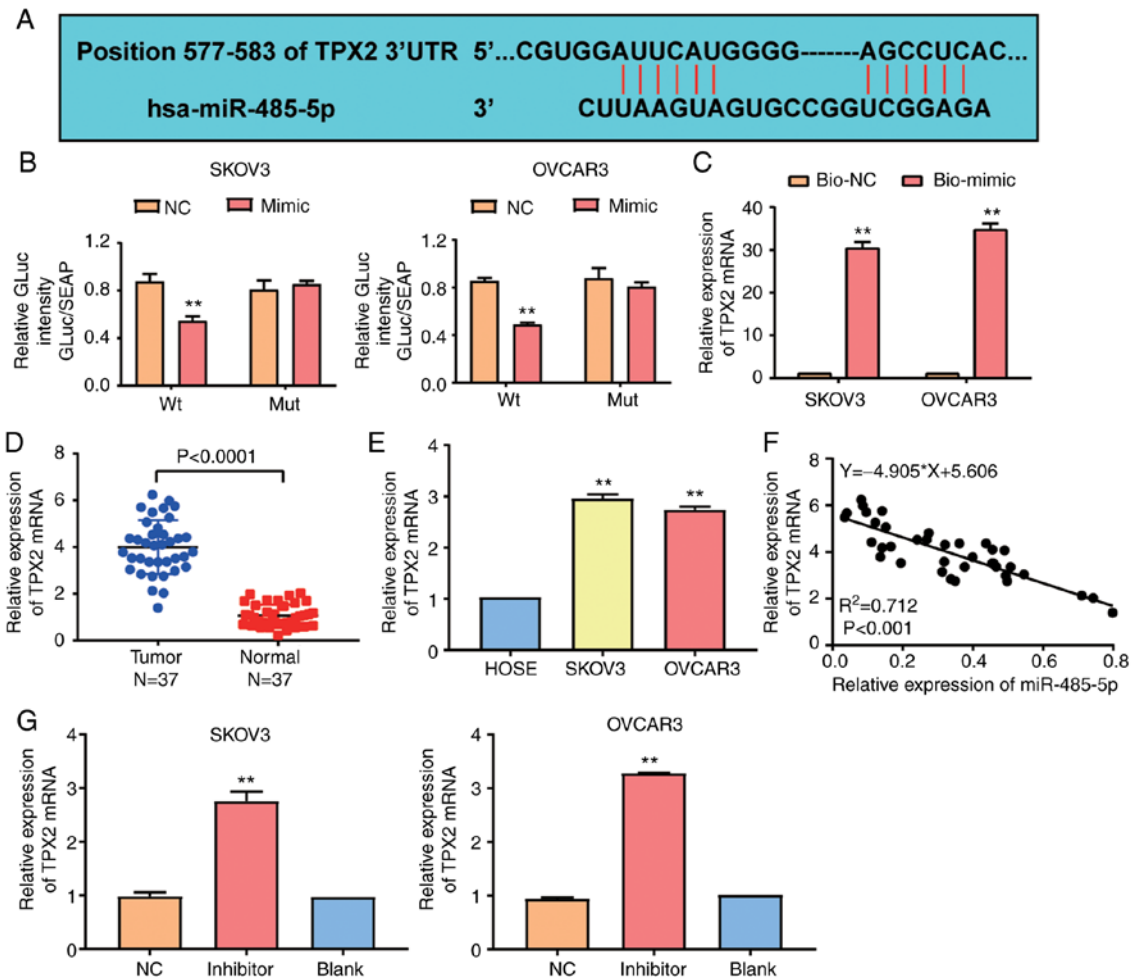 A
Position 577-583 of TPX2 3'UTR 5'...CGUGGAUUCAUGGGG-------AGCCUCAC...
hsa-miR-485-5p 3' CUUAAGUAGUGCCGGUCGGAGA
B
SKOV3
NC Mimic
Relative GLuc
intensity
GLuc/SEAP
1.2
0.8
0.4
0.0
**
Wt Mut
OVCAR3
NC Mimic
Relative GLuc
intensity
GLuc/SEAP
1.2
0.8
0.4
0.0
**
Wt Mut
C
Bio-NC Bio-mimic
Relative expression
of TPX2 mRNA
40
30
20
10
0
** **
SKOV3 OVCAR3
D
P<0.0001
Relative expression
of TPX2 mRNA
8
6
4
2
0
Tumor Normal
N=37 N=37
E
Relative expression
of TPX2 mRNA
4
3
2
1
0
** **
HOSE SKOV3 OVCAR3
F
Y=−4.905*X+5.606
Relative expression
of TPX2 mRNA
8
6
4
2
0
R²=0.712
P<0.001
0.0 0.2 0.4 0.6 0.8
Relative expression of miR-485-5p
G
SKOV3
Relative expression
of TPX2 mRNA
4
3
2
1
0
**
NC Inhibitor Blank
OVCAR3
Relative expression
of TPX2 mRNA
4
3
2
1
0
**
NC Inhibitor Blank